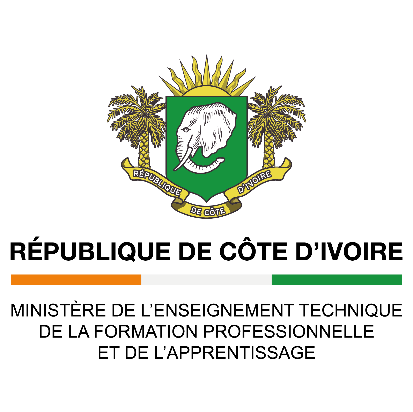 RÉPUBLIQUE
DE CÔTE
D'IVOIRE
RÉPUBLIQUE DE CÔTE D'IVOIRE
MINISTÈRE DE L'ENSEIGNEMENT TECHNIQUE
DE LA FORMATION PROFESSIONNELLE
ET DE L'APPRENTISSAGE